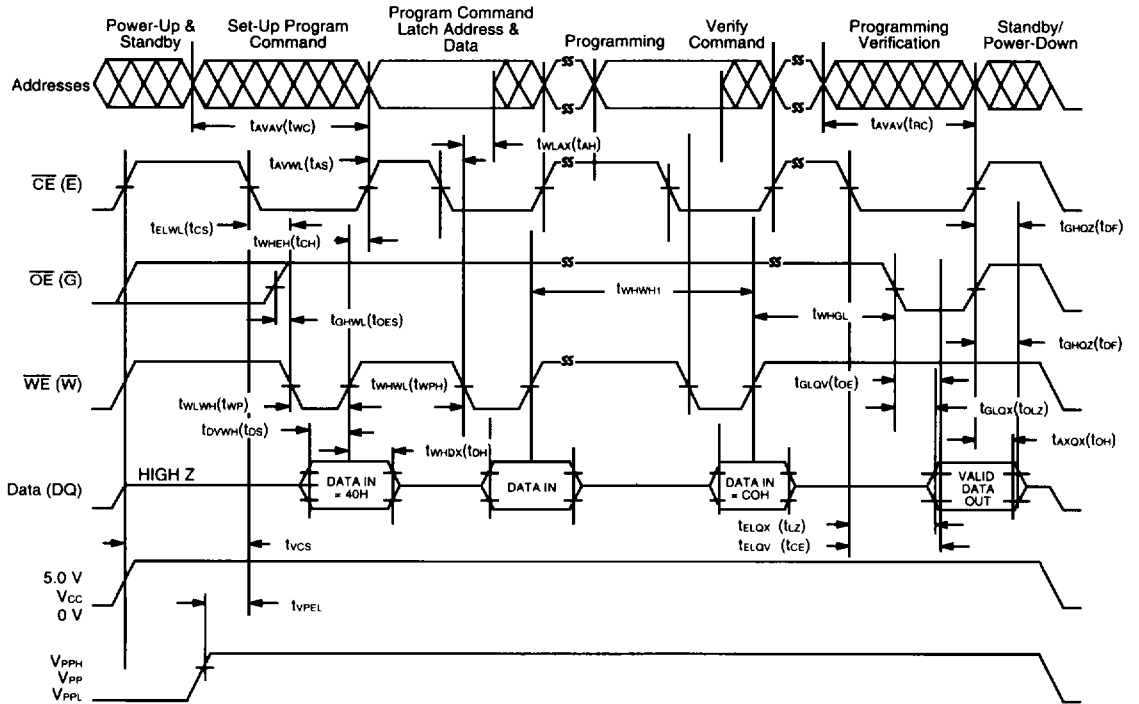 Power-Up &
Standby
Set-Up Program
Command
Program Command
Latch Address &
Data
Programming
Verify
Command
Programming
Verification
Standby/
Power-Down
Addresses
tAVAV(tWC)
tWLAX(tAH)
tAVAV(tRC)
tAVWL(tAS)
CE (E)
tELWL(tCS)
tWHEH(tCH)
tGHQZ(tDF)
OE (G)
tWHWH1
tGHWL(tOES)
tWHGL
tGHQZ(tDF)
WE (W)
tWHWL(tWPH)
tGLQV(tOE)
tWLWH(tWP)
tGLQX(tOLZ)
tDVWH(tDS)
tWHDX(tDH)
tAXQX(tOH)
Data (DQ)
HIGH Z
DATA IN
= 40H
DATA IN
DATA IN
= COH
VALID
DATA
OUT
tELQX (tLZ)
tELQV (tCE)
tVCS
5.0 V
VCC
0 V
tVPEL
VPPH
VPP
VPPL